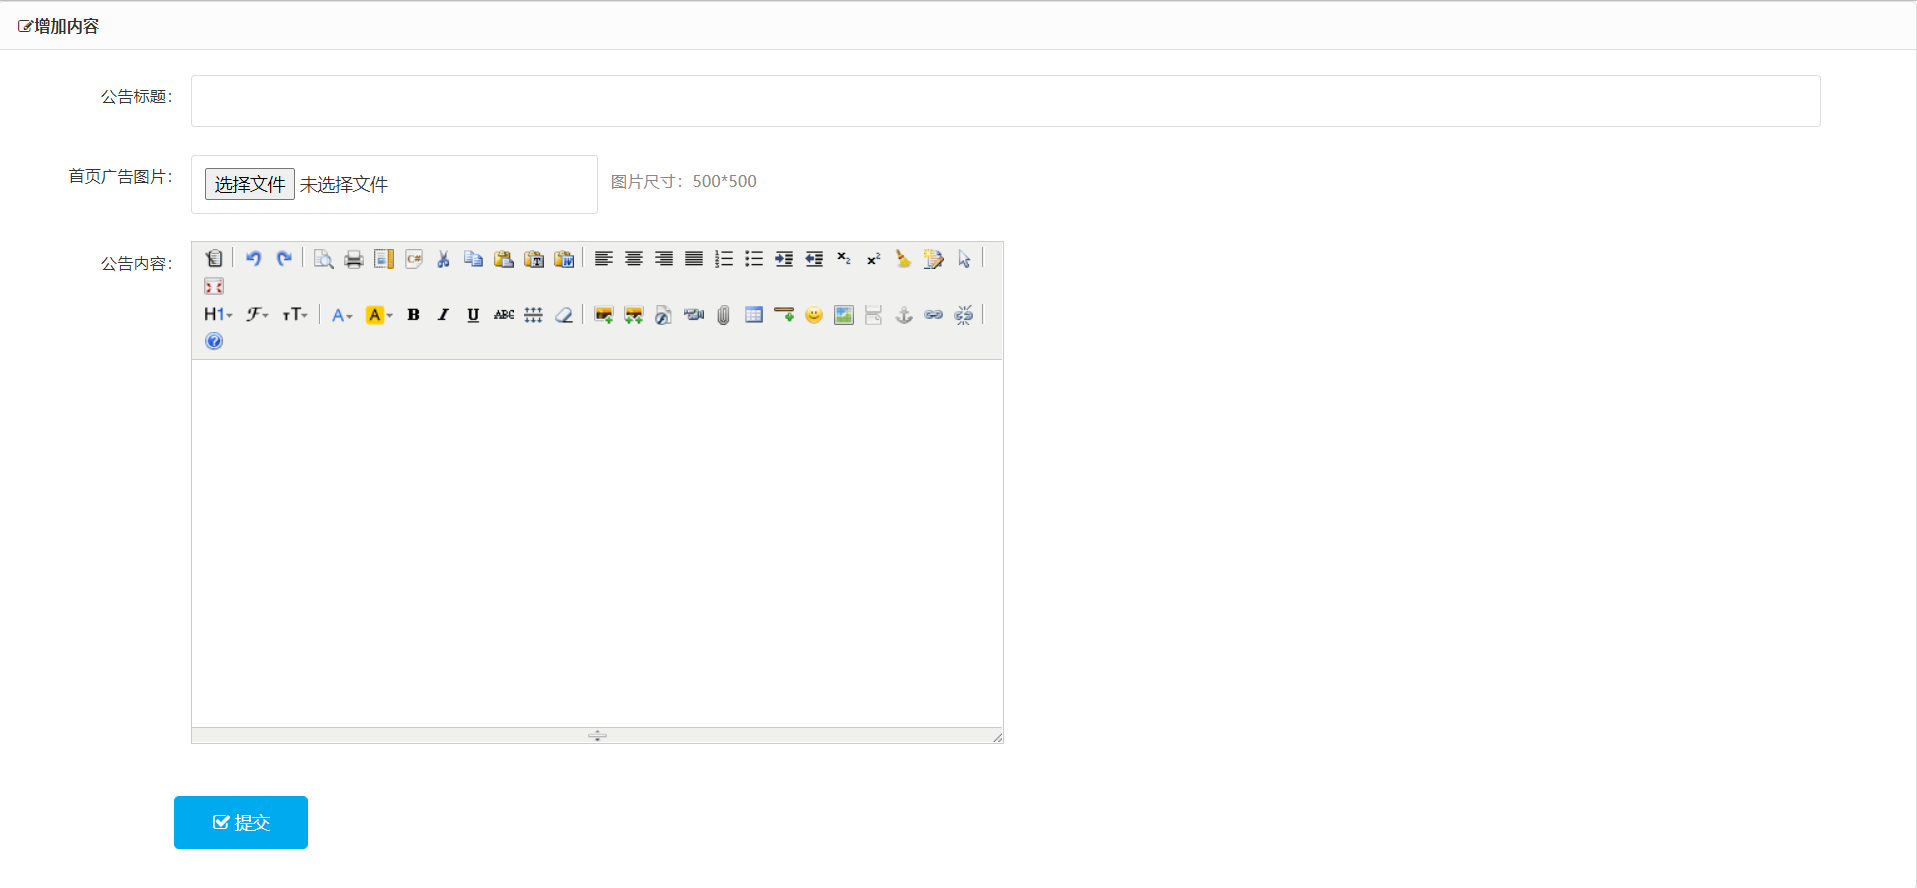 增加内容
公告标题：
首页广告图片：
选择文件 未选择文件
图片尺寸：500*500
公告内容：
H1 F TT A A B I U ABC
提交